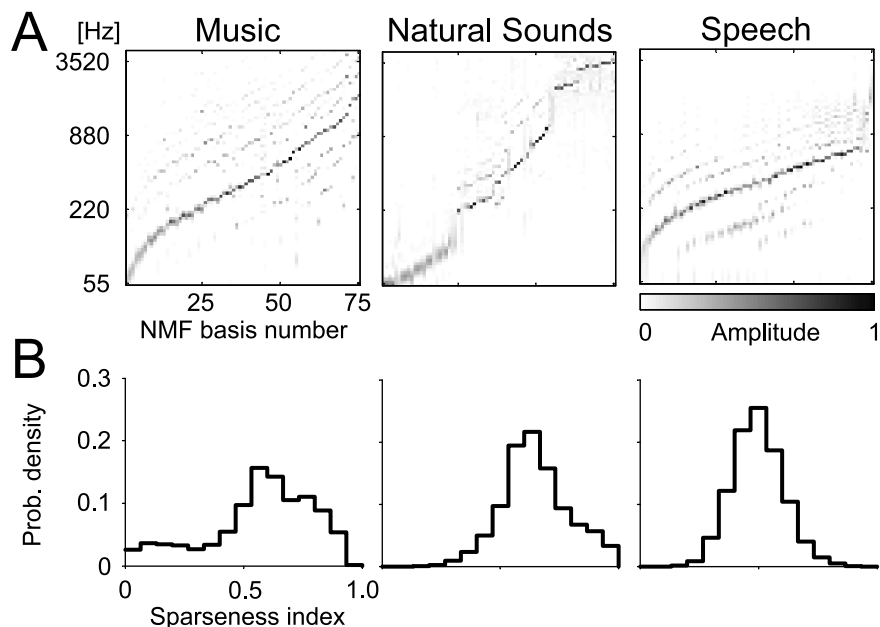 A
[Hz]
Music
Natural Sounds
Speech
3520
880
220
55
25
50
75
NMF basis number
0
Amplitude
1
B
0.3
0.2
0.1
0
Prob. density
0
0.5
1.0
Sparseness index